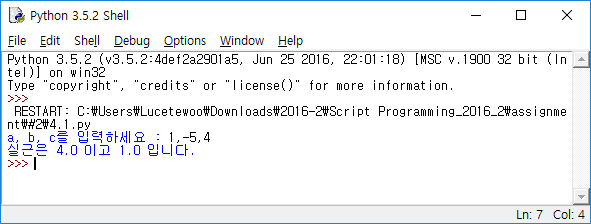 Python 3.5.2 Shell
File Edit Shell Debug Options Window Help
Python 3.5.2 (v3.5.2:4def2a2901a5, Jun 25 2016, 22:01:18) [MSC v.1900 32 bit (In
tel)] on win32
Type "copyright", "credits" or "license()" for more information.
>>>
RESTART: C:₩Users₩Lucetewoo₩Downloads₩2016-2₩Script Programming_2016_2₩assignme
nt₩#2₩4.1.py
a, b, c를 입력하세요 : 1,-5,4
실근은 4.0 이고 1.0 입니다.
>>>
Ln: 7 Col: 4